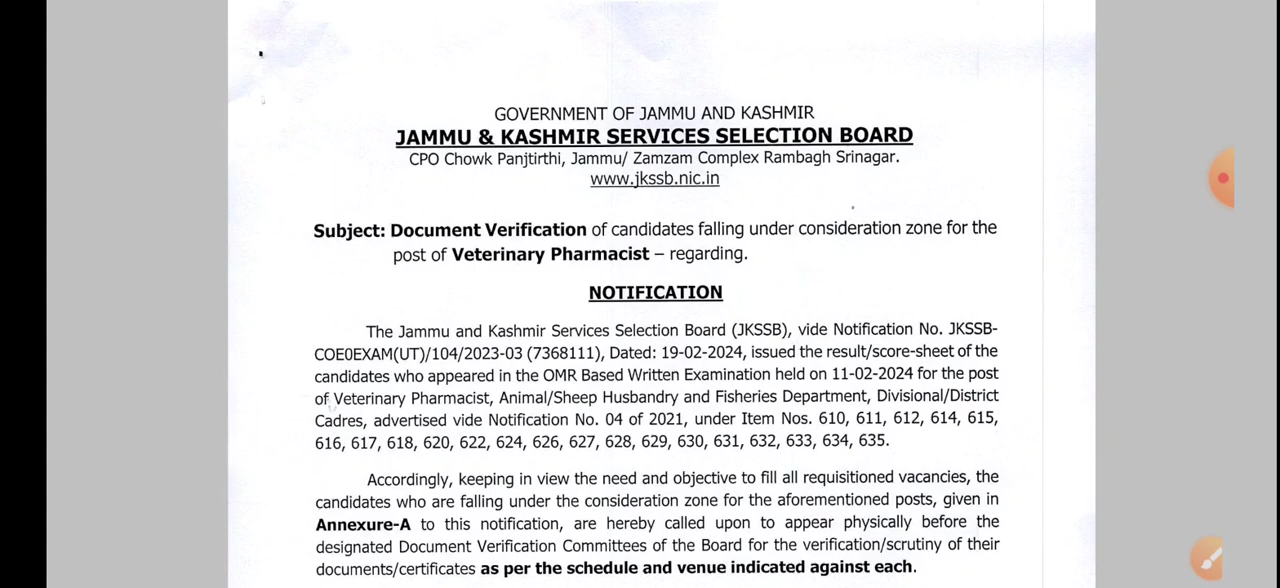 GOVERNMENT OF JAMMU AND KASHMIR
JAMMU & KASHMIR SERVICES SELECTION BOARD
CPO Chowk Panjtirthi, Jammu/ Zamzam Complex Rambagh Srinagar.
www.jkssb.nic.in
Subject: Document Verification of candidates falling under consideration zone for the
post of Veterinary Pharmacist – regarding.
NOTIFICATION
The Jammu and Kashmir Services Selection Board (JKSSB), vide Notification No. JKSSB-
COE0EXAM(UT)/104/2023-03 (7368111), Dated: 19-02-2024, issued the result/score-sheet of the
candidates who appeared in the OMR Based Written Examination held on 11-02-2024 for the post
of Veterinary Pharmacist, Animal/Sheep Husbandry and Fisheries Department, Divisional/District
Cadres, advertised vide Notification No. 04 of 2021, under Item Nos. 610, 611, 612, 614, 615,
616, 617, 618, 620, 622, 624, 626, 627, 628, 629, 630, 631, 632, 633, 634, 635.
Accordingly, keeping in view the need and objective to fill all requisitioned vacancies, the
candidates who are falling under the consideration zone for the aforementioned posts, given in
Annexure-A to this notification, are hereby called upon to appear physically before the
designated Document Verification Committees of the Board for the verification/scrutiny of their
documents/certificates as per the schedule and venue indicated against each.